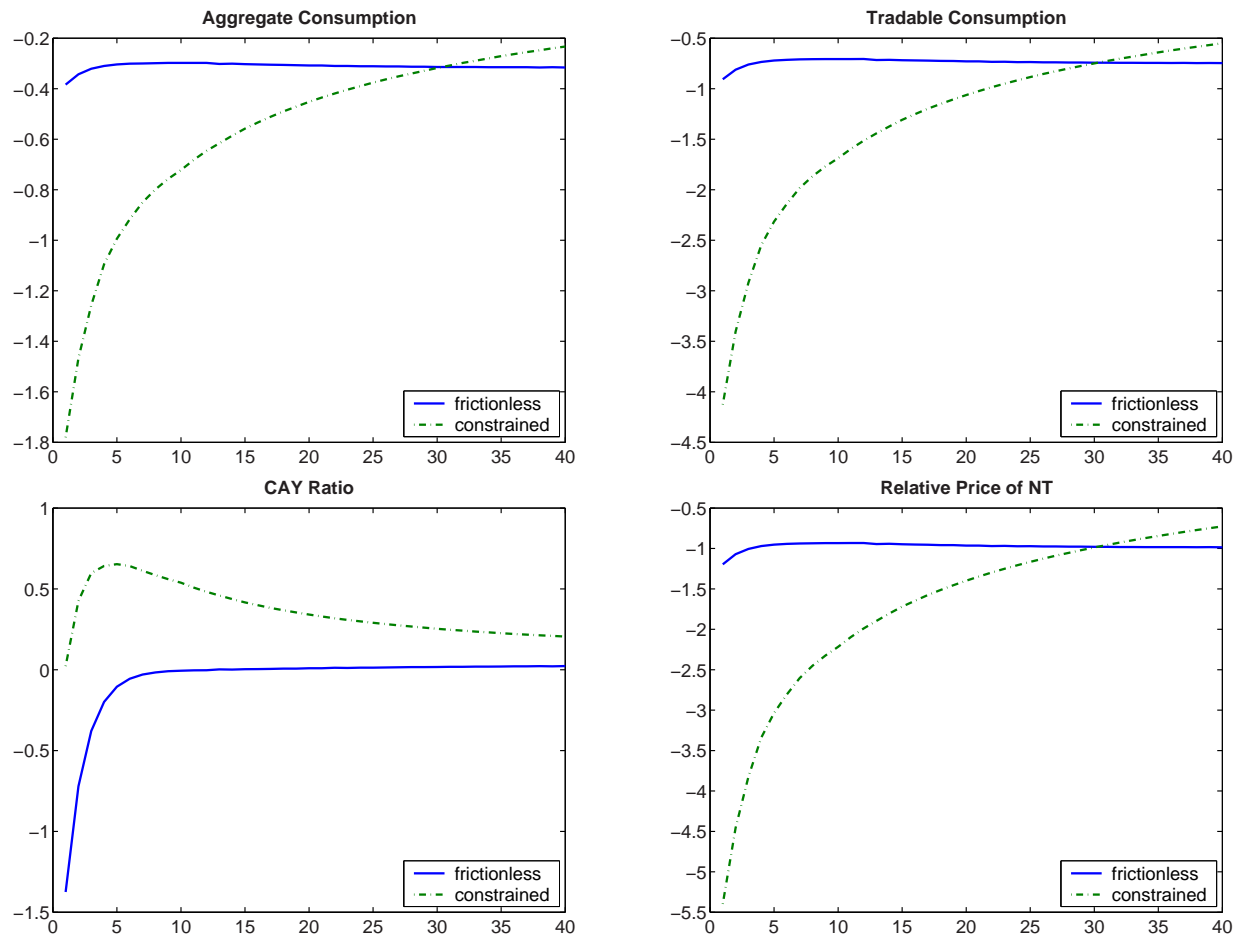 Aggregate Consumption
−0.2
−0.4
−0.6
−0.8
−1
−1.2
−1.4
−1.6
−1.8
0 5 10 15 20 25 30 35 40
frictionless
constrained
Tradable Consumption
−0.5
−1
−1.5
−2
−2.5
−3
−3.5
−4
−4.5
0 5 10 15 20 25 30 35 40
frictionless
constrained
CAY Ratio
1
0.5
0
−0.5
−1
−1.5
0 5 10 15 20 25 30 35 40
frictionless
constrained
Relative Price of NT
−0.5
−1
−1.5
−2
−2.5
−3
−3.5
−4
−4.5
−5
−5.5
0 5 10 15 20 25 30 35 40
frictionless
constrained